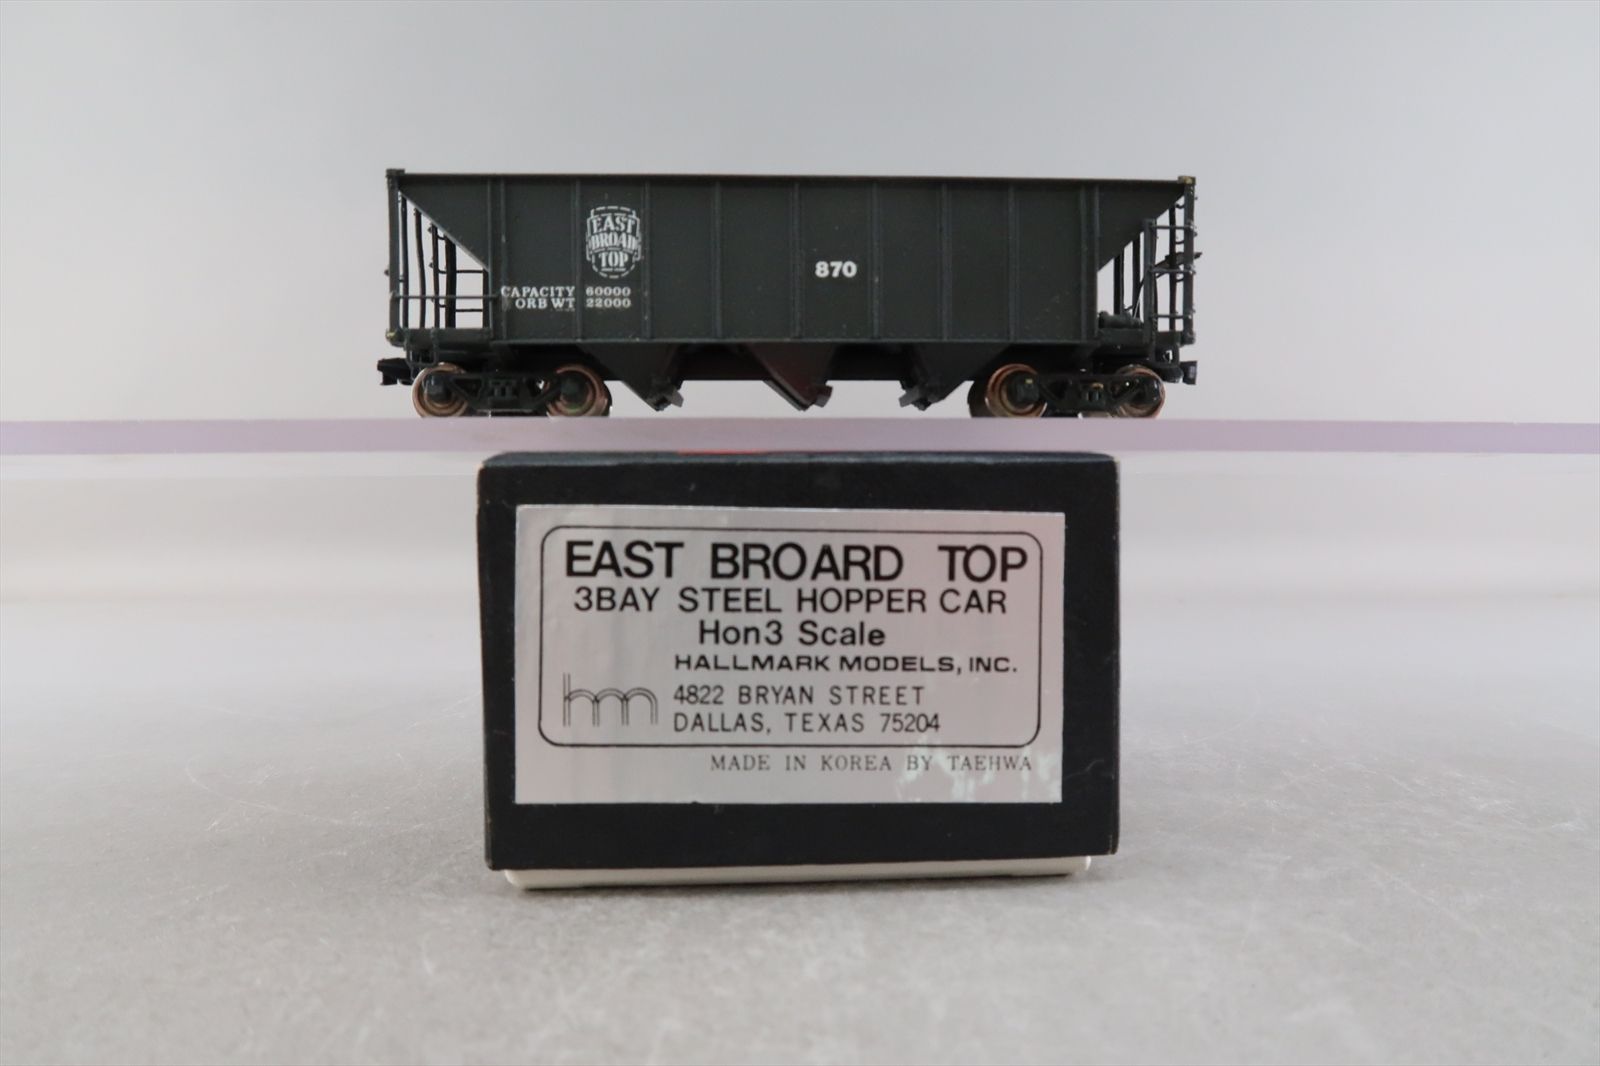 EAST
BROAD
TOP
870
CAPACITY 60000
ORB WT 22000
EAST BROARD TOP
3BAY STEEL HOPPER CAR
Hon3 Scale
HALLMARK MODELS, INC.
hm
4822 BRYAN STREET
DALLAS, TEXAS 75204
MADE IN KOREA BY TAEHWA